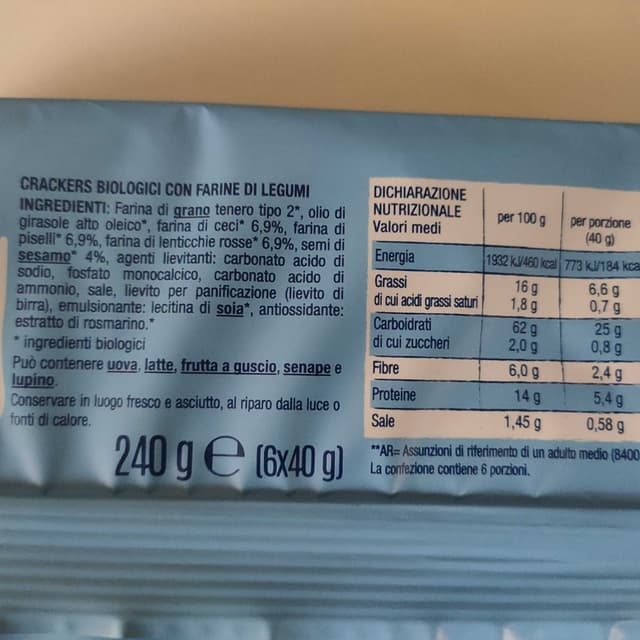 CRACKERS BIOLOGICI CON FARINE DI LEGUMI
INGREDIENTI: Farina di grano tenero tipo 2*, olio di
girasole alto oleico*, farina di ceci* 6,9%, farina di
piselli* 6,9%, farina di lenticchie rosse* 6,9%, semi di
sesamo* 4%, agenti lievitanti: carbonato acido di
sodio, fosfato monocalcico, carbonato acido di
ammonio, sale, lievito per panificazione (lievito di
birra), emulsionante: lecitina di soia*, antiossidante:
estratto di rosmarino.*
* ingredienti biologici
Può contenere uova, latte, frutta a guscio, senape e
lupino.
Conservare in luogo fresco e asciutto, al riparo dalla luce o
fonti di calore.
240 g e (6x40 g)
DICHIARAZIONE
NUTRIZIONALE
Valori medi
per 100 g
per porzione
(40 g)
Energia 1932 kJ/460 kcal 773 kJ/184 kca
Grassi 16 g 6,6 g
di cui acidi grassi saturi 1,8 g 0,7 g
Carboidrati 62 g 25 g
di cui zuccheri 2,0 g 0,8 g
Fibre 6,0 g 2,4 g
Proteine 14 g 5,4 g
Sale 1,45 g 0,58 g
**AR= Assunzioni di riferimento di un adulto medio (8400
La confezione contiene 6 porzioni.